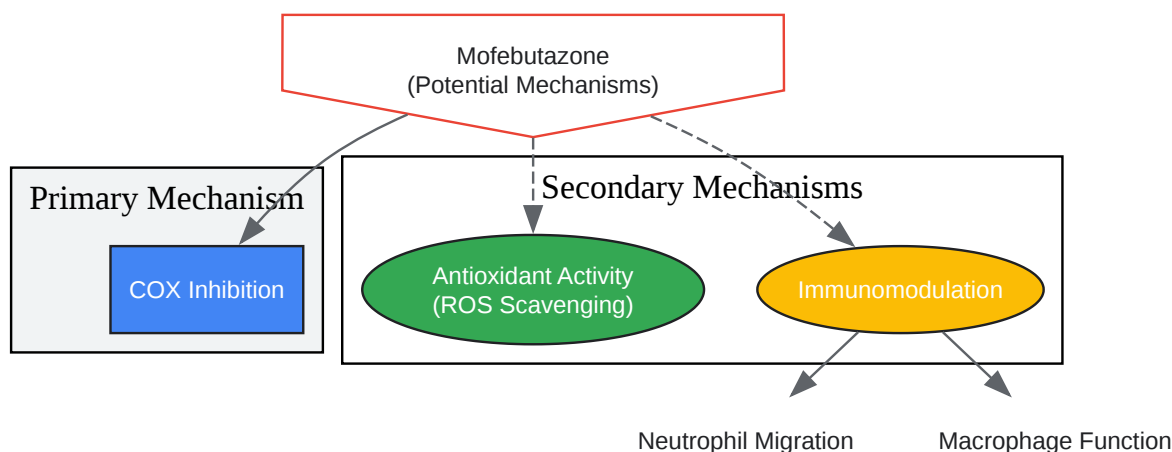 Mofebutazone
(Potential Mechanisms)
Primary Mechanism
Secondary Mechanisms
COX Inhibition
Antioxidant Activity
(ROS Scavenging)
Immunomodulation
Neutrophil Migration
Macrophage Function